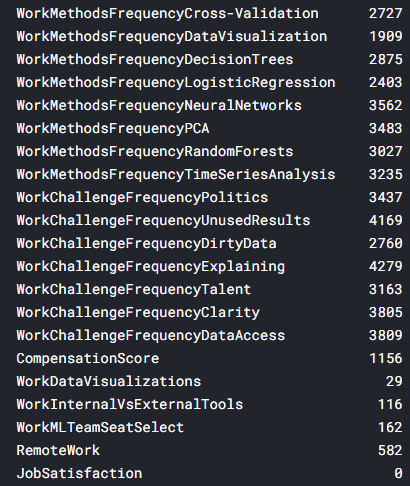 WorkMethodsFrequencyCross-Validation 2727
WorkMethodsFrequencyDataVisualization 1909
WorkMethodsFrequencyDecisionTrees 2875
WorkMethodsFrequencyLogisticRegression 2403
WorkMethodsFrequencyNeuralNetworks 3562
WorkMethodsFrequencyPCA 3483
WorkMethodsFrequencyRandomForests 3027
WorkMethodsFrequencyTimeSeriesAnalysis 3235
WorkChallengeFrequencyPolitics 3437
WorkChallengeFrequencyUnusedResults 4169
WorkChallengeFrequencyDirtyData 2760
WorkChallengeFrequencyExplaining 4279
WorkChallengeFrequencyTalent 3163
WorkChallengeFrequencyClarity 3805
WorkChallengeFrequencyDataAccess 3809
CompensationScore 1156
WorkDataVisualizations 29
WorkInternalVsExternalTools 116
WorkMLTeamSeatSelect 162
RemoteWork 582
JobSatisfaction 0